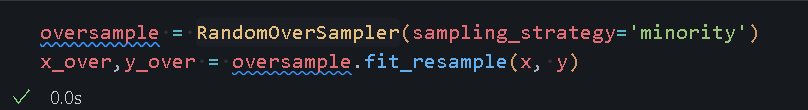 oversample = RandomOverSampler(sampling_strategy='minority')
x_over,y_over = oversample.fit_resample(x, y)
0.0s